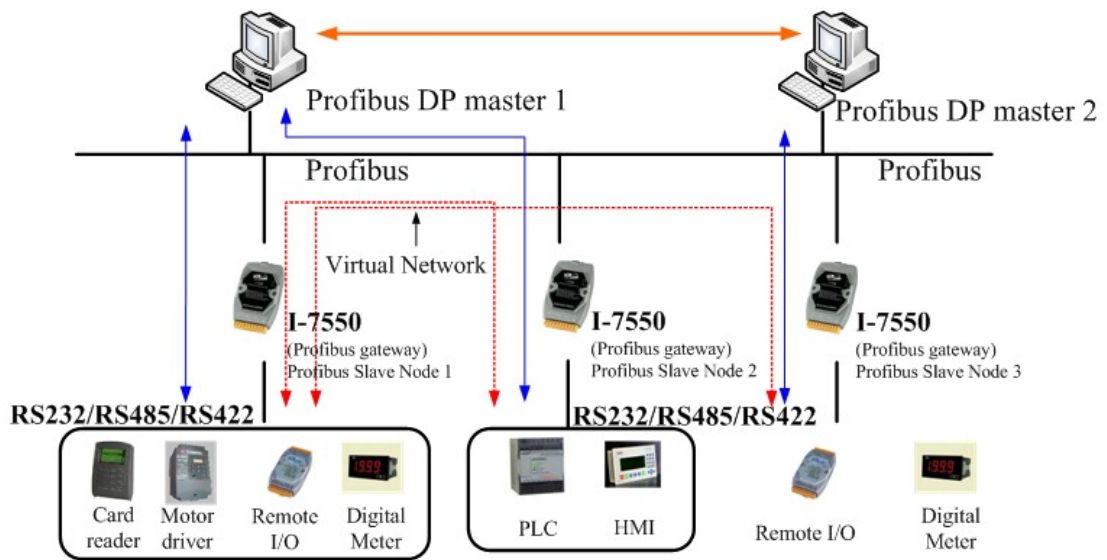 Profibus DP master 1
Profibus DP master 2
Profibus
Profibus
Virtual Network
I-7550
(Profibus gateway)
Profibus Slave Node 1
I-7550
(Profibus gateway)
Profibus Slave Node 2
I-7550
(Profibus gateway)
Profibus Slave Node 3
RS232/RS485/RS422
RS232/RS485/RS422
1999
1999
Card
reader
Motor
driver
Remote
I/O
Digital
Meter
PLC
HMI
Remote I/O
Digital
Meter